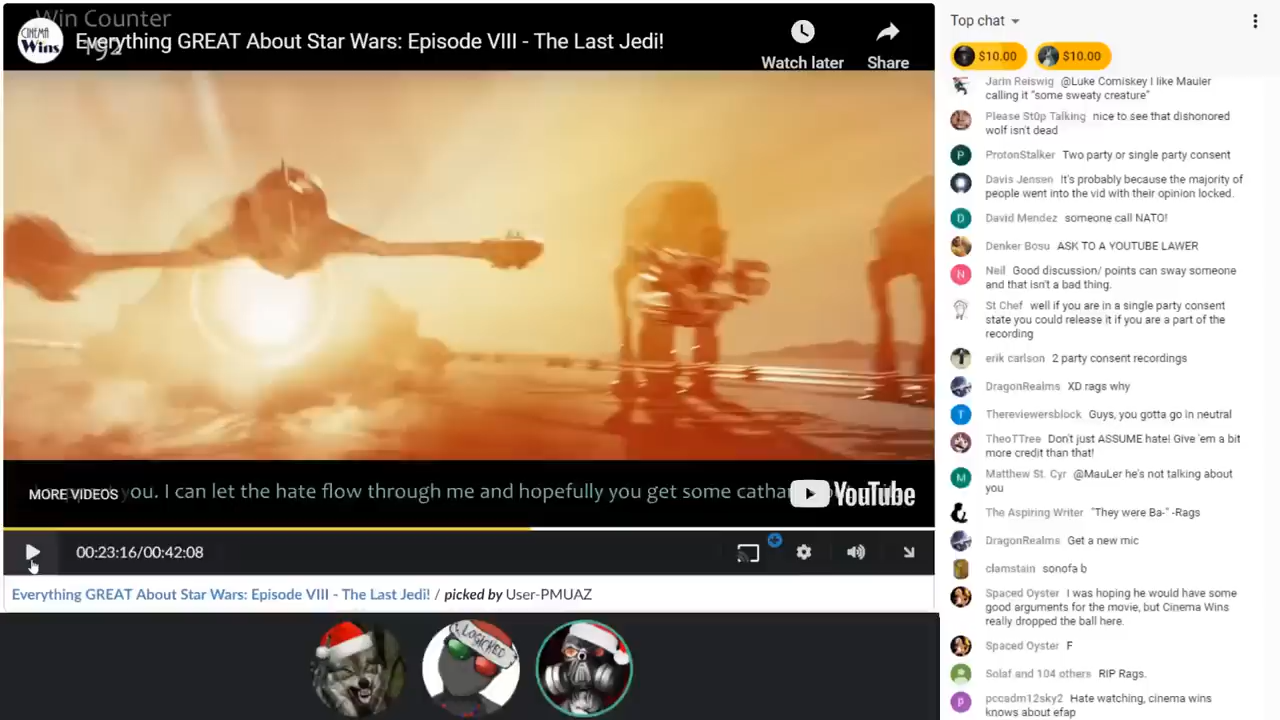 Win Counter
192
CINEMA
Wins
Everything GREAT About Star Wars: Episode VIII - The Last Jedi!
Watch later
Share
MORE VIDEOS
you. I can let the hate flow through me and hopefully you get some cathar
YouTube
00:23:16/00:42:08
Everything GREAT About Star Wars: Episode VIII - The Last Jedi! / picked by User-PMUAZ
LOGICKED
Top chat
$10.00
$10.00
Jarin Reiswig @Luke Comiskey I like Mauler
calling it "some sweaty creature"
Please St0p Talking nice to see that dishonored
wolf isn't dead
P
ProtonStalker Two party or single party consent
Davis Jensen It's probably because the majority of
people went into the vid with their opinion locked.
D
David Mendez someone call NATO!
Denker Bosu ASK TO A YOUTUBE LAWER
N
Neil Good discussion/ points can sway someone
and that isn't a bad thing.
St Chef well if you are in a single party consent
state you could release it if you are a part of the
recording
erik carlson 2 party consent recordings
DragonRealms XD rags why
T
Thereviewersblock Guys, you gotta go in neutral
TheoTTree Don't just ASSUME hate! Give 'em a bit
more credit than that!
M
Matthew St. Cyr @MauLer he's not talking about
you
The Aspiring Writer "They were Ba-" -Rags
DragonRealms Get a new mic
clamstain sonofa b
Spaced Oyster I was hoping he would have some
good arguments for the movie, but Cinema Wins
really dropped the ball here.
Spaced Oyster F
Solaf and 104 others RIP Rags.
p
pccadm12sky2 Hate watching, cinema wins
knows about efap